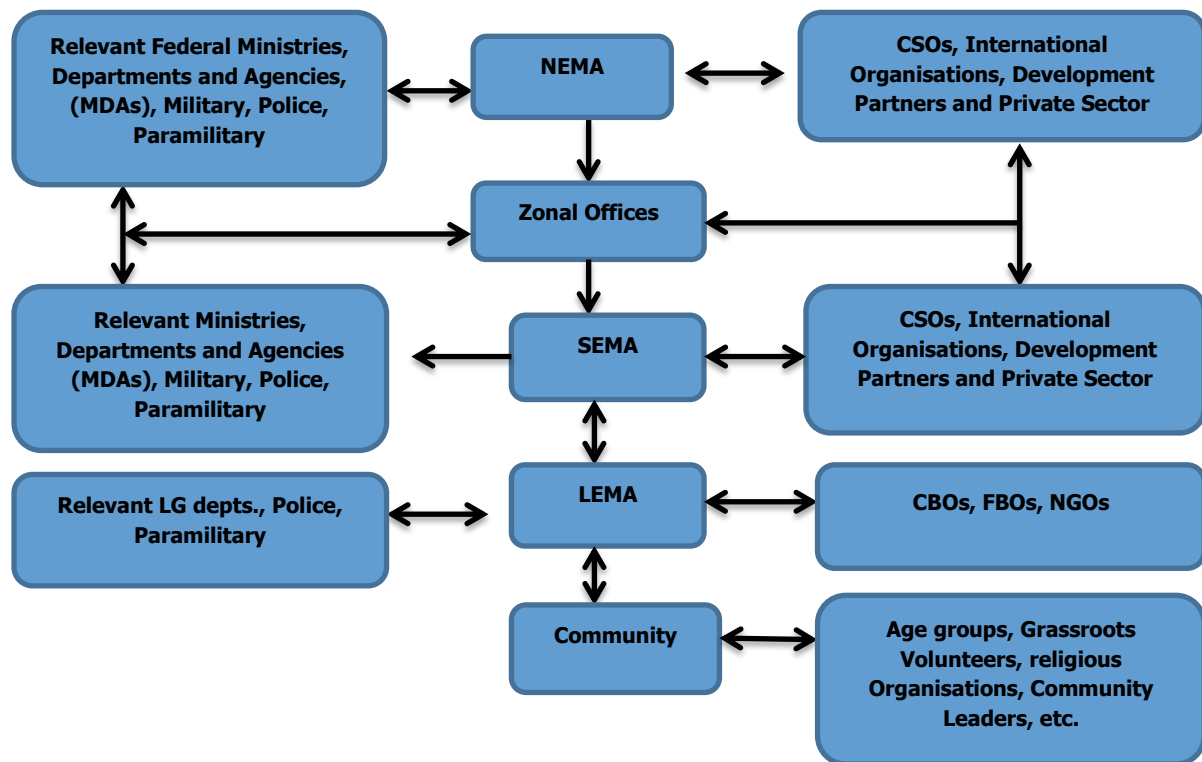 Relevant Federal Ministries,
Departments and Agencies,
(MDAs), Military, Police,
Paramilitary
NEMA
CSOs, International
Organisations, Development
Partners and Private Sector
Zonal Offices
Relevant Ministries,
Departments and Agencies
(MDAs), Military, Police,
Paramilitary
SEMA
CSOs, International
Organisations, Development
Partners and Private Sector
Relevant LG depts., Police,
Paramilitary
LEMA
CBOs, FBOs, NGOs
Community
Age groups, Grassroots
Volunteers, religious
Organisations, Community
Leaders, etc.